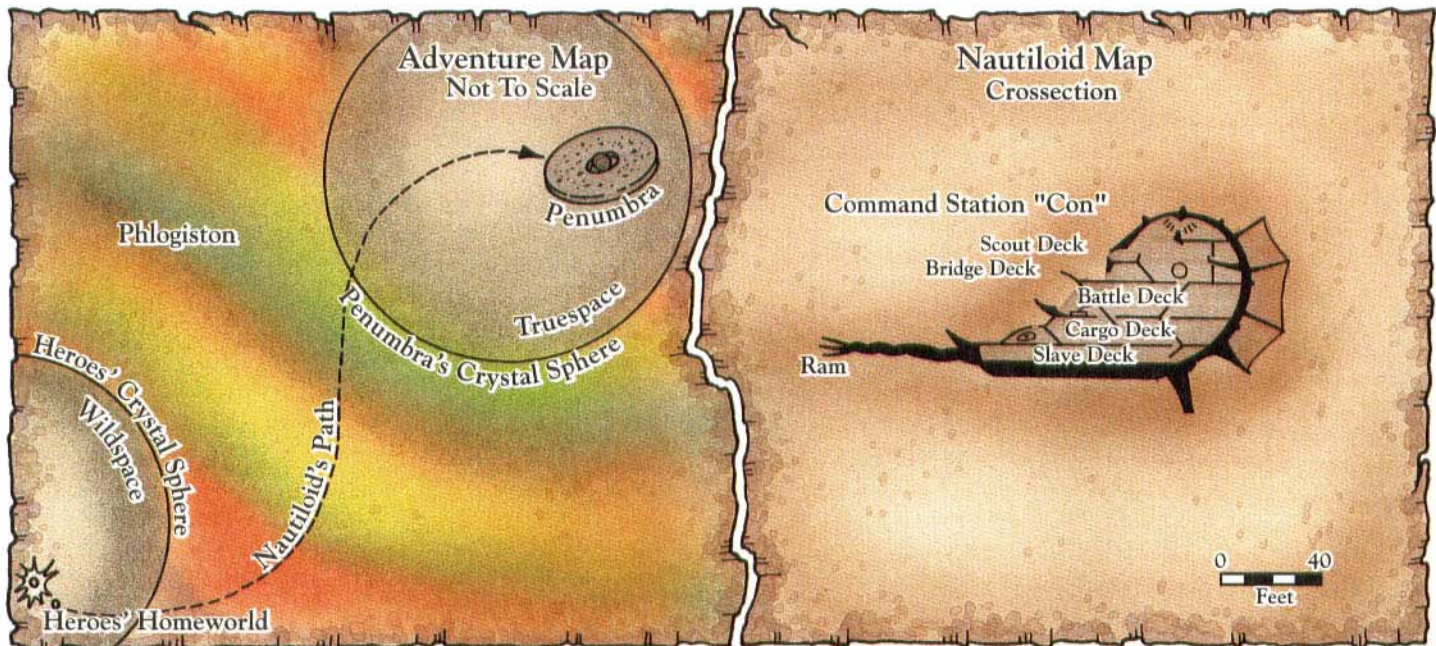 Adventure Map
Not To Scale
Penumbra
Phlogiston
Truespace
Penumbra's Crystal Sphere
Heroes' Crystal Sphere
Wildspace
Nautiloid's Path
Heroes' Homeworld
Nautiloid Map
Crossection
Command Station "Con"
Scout Deck
Bridge Deck
Battle Deck
Cargo Deck
Slave Deck
Ram
0 40
Feet